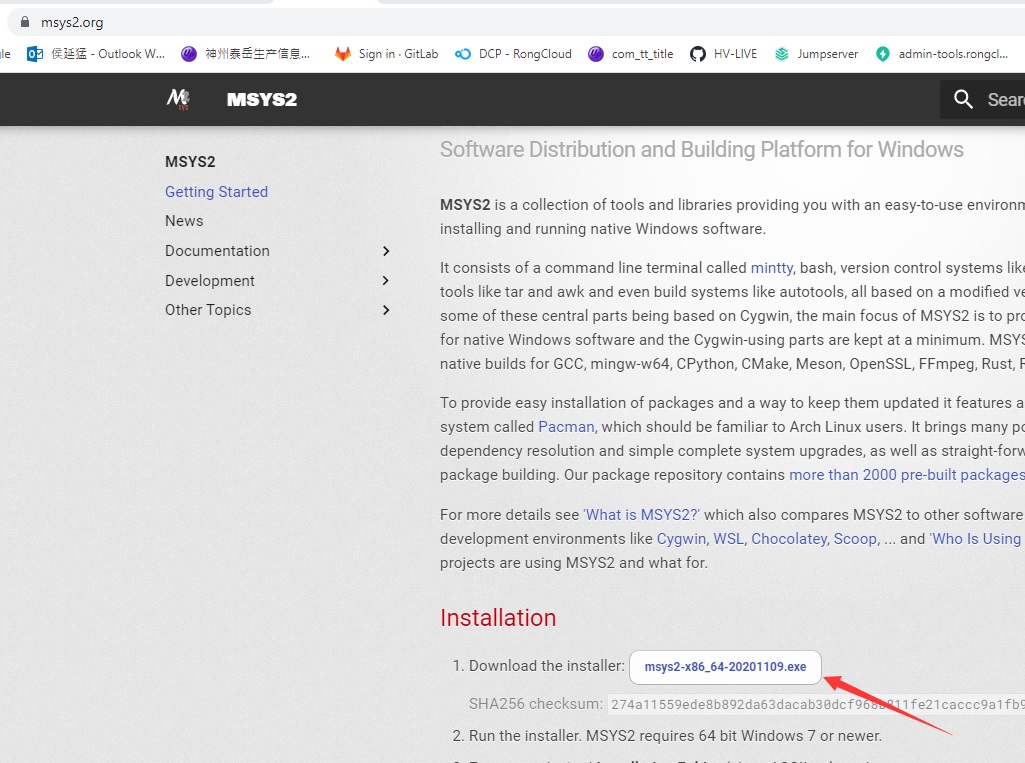 msys2.org
le 侯延猛 - Outlook W... 神州泰岳生产信息... Sign in · GitLab DCP - RongCloud com_tt_title HV-LIVE Jumpserver admin-tools.rongcl...
MSYS2
Sear
MSYS2
Getting Started
News
Documentation
Development
Other Topics
Software Distribution and Building Platform for Windows
MSYS2 is a collection of tools and libraries providing you with an easy-to-use environm
installing and running native Windows software.
It consists of a command line terminal called mintty, bash, version control systems like
tools like tar and awk and even build systems like autotools, all based on a modified ve
some of these central parts being based on Cygwin, the main focus of MSYS2 is to pro
for native Windows software and the Cygwin-using parts are kept at a minimum. MSYS
native builds for GCC, mingw-w64, CPython, CMake, Meson, OpenSSL, FFmpeg, Rust, R
To provide easy installation of packages and a way to keep them updated it features a
system called Pacman, which should be familiar to Arch Linux users. It brings many po
dependency resolution and simple complete system upgrades, as well as straight-forw
package building. Our package repository contains more than 2000 pre-built packages
For more details see 'What is MSYS2?' which also compares MSYS2 to other software
development environments like Cygwin, WSL, Chocolatey, Scoop, ... and 'Who Is Using
projects are using MSYS2 and what for.
Installation
1. Download the installer: msys2-x86_64-20201109.exe
SHA256 checksum:
2. Run the installer. MSYS2 requires 64 bit Windows 7 or newer.